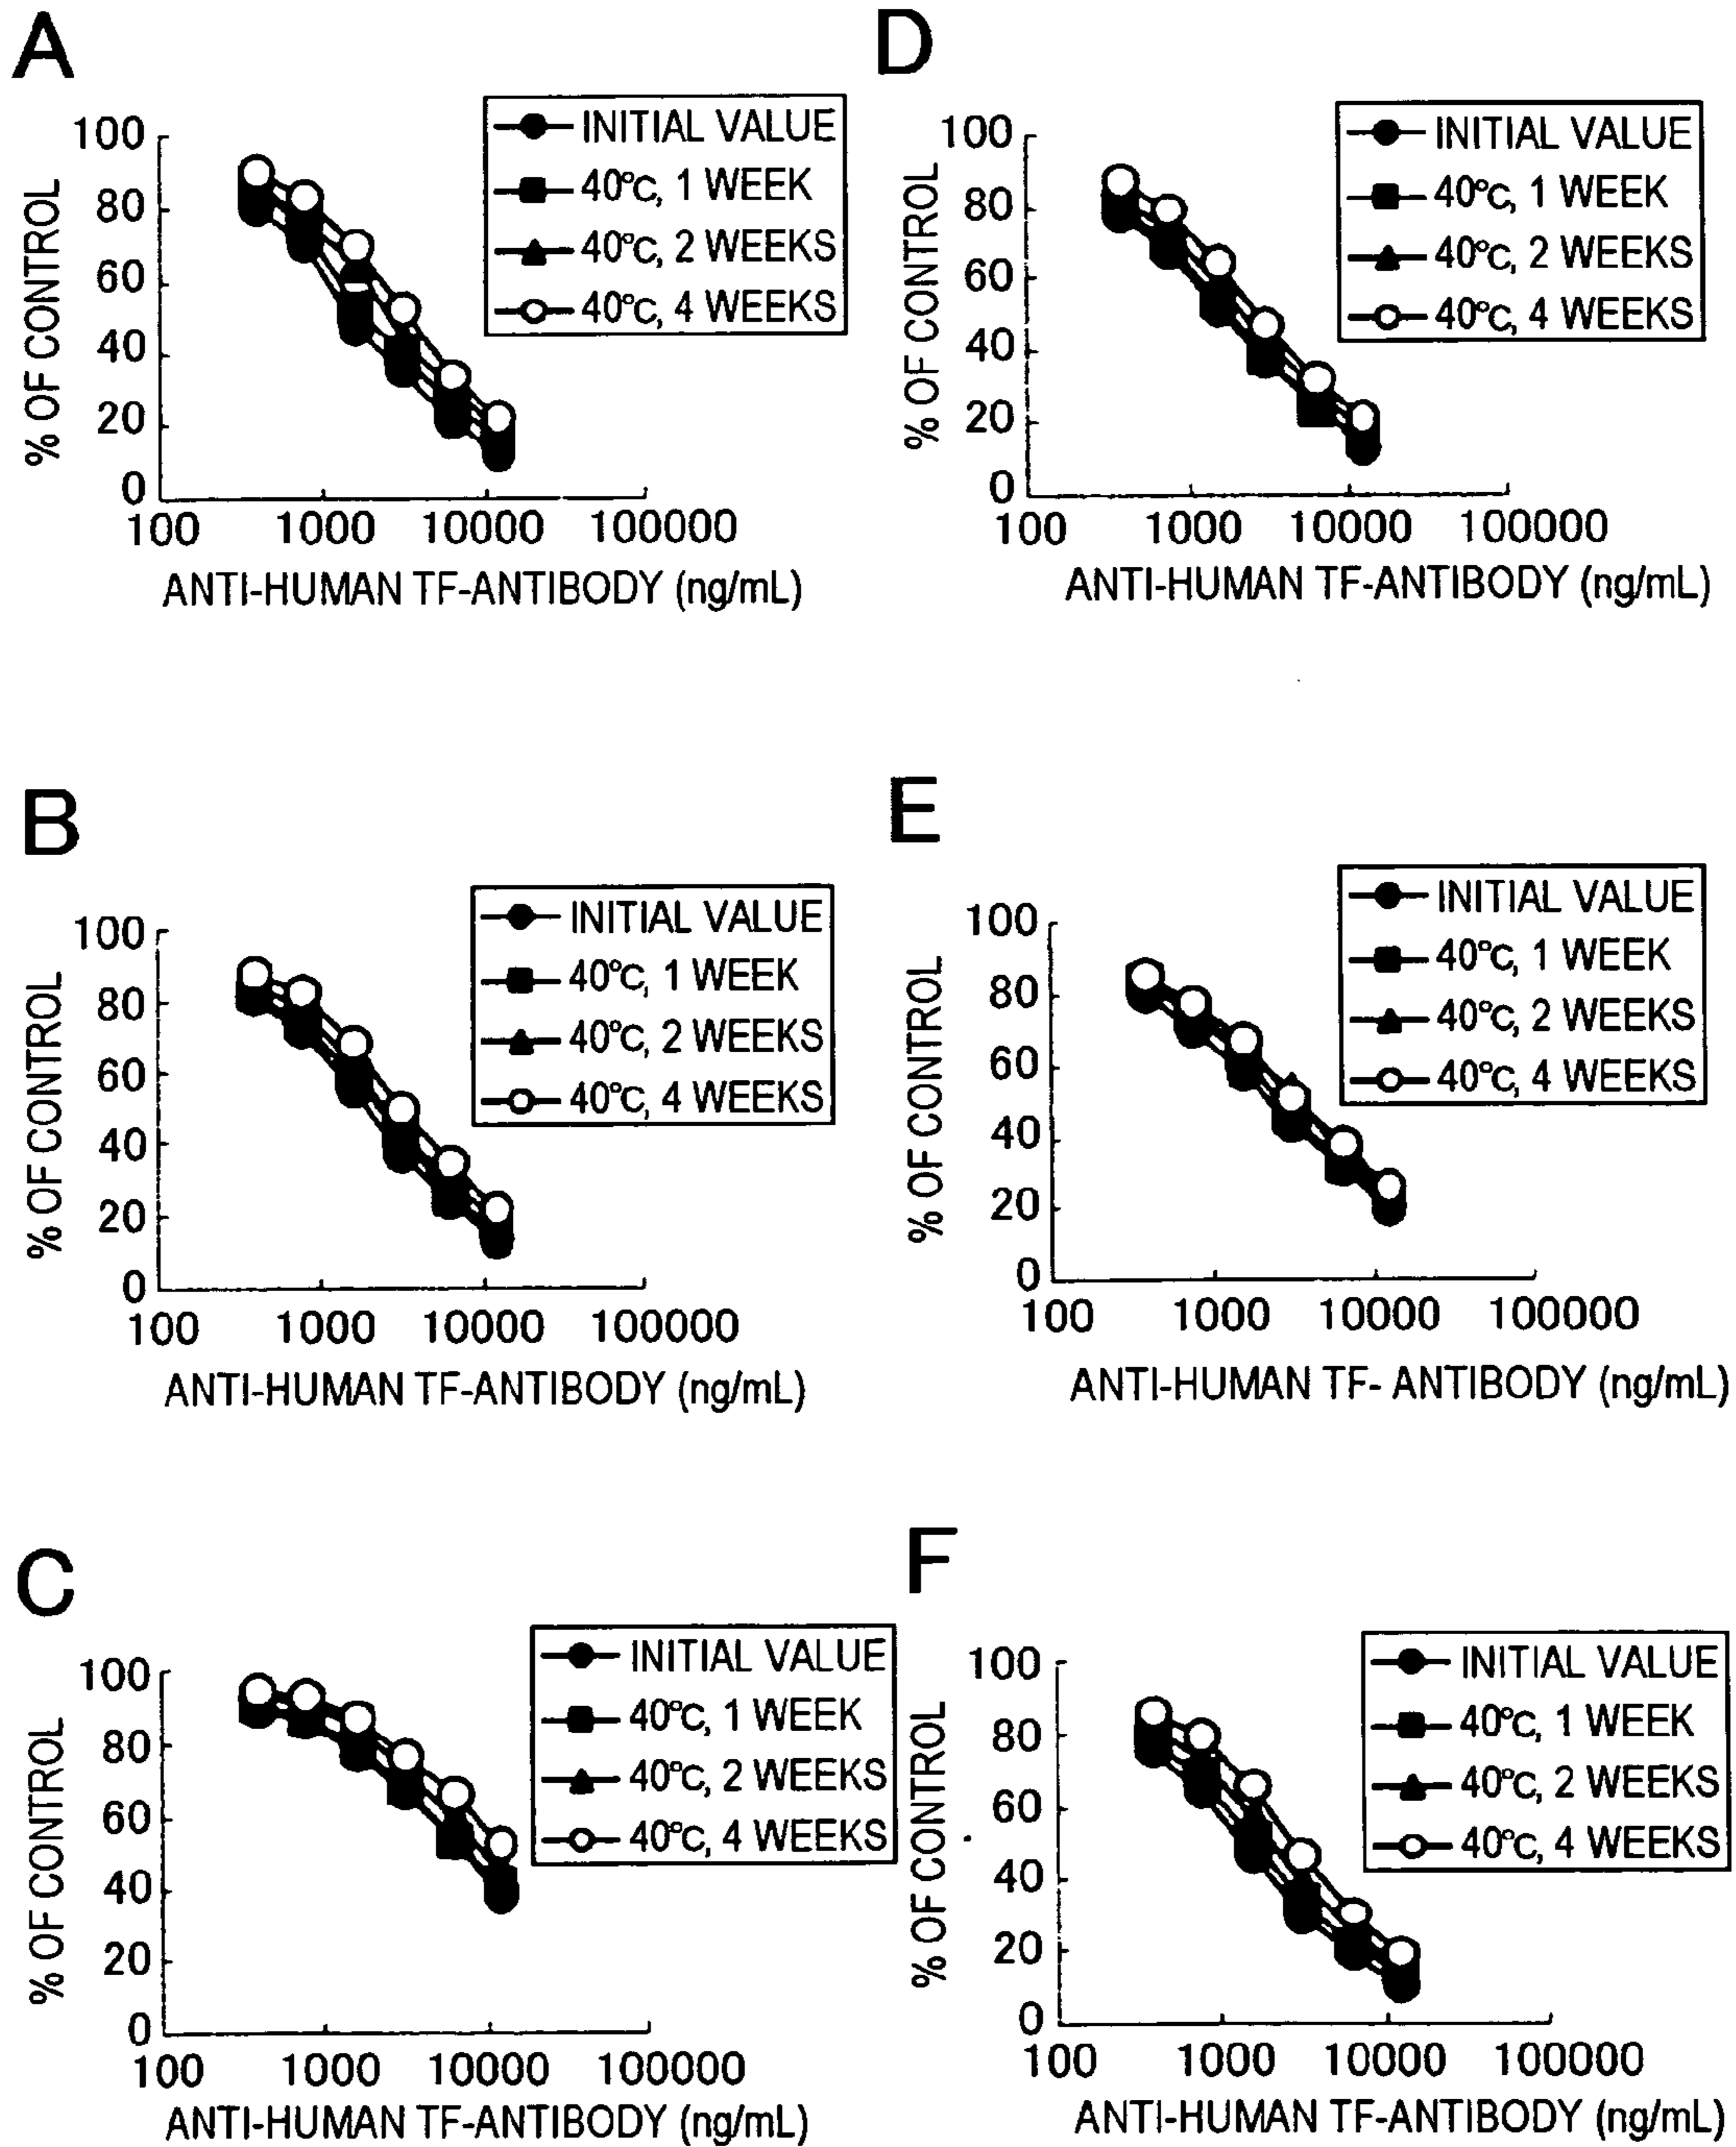 A
100
80
60
40
20
0
% OF CONTROL
INITIAL VALUE
40°C, 1 WEEK
40°C, 2 WEEKS
40°C, 4 WEEKS
100 1000 10000 100000
ANTI-HUMAN TF-ANTIBODY (ng/mL)
B
100
80
60
40
20
0
% OF CONTROL
INITIAL VALUE
40°C, 1 WEEK
40°C, 2 WEEKS
40°C, 4 WEEKS
100 1000 10000 100000
ANTI-HUMAN TF-ANTIBODY (ng/mL)
C
100
80
60
40
20
0
% OF CONTROL
INITIAL VALUE
40°C, 1 WEEK
40°C, 2 WEEKS
40°C, 4 WEEKS
100 1000 10000 100000
ANTI-HUMAN TF-ANTIBODY (ng/mL)
D
100
80
60
40
20
0
% OF CONTROL
INITIAL VALUE
40°C, 1 WEEK
40°C, 2 WEEKS
40°C, 4 WEEKS
100 1000 10000 100000
ANTI-HUMAN TF-ANTIBODY (ng/mL)
E
100
80
60
40
20
0
% OF CONTROL
INITIAL VALUE
40°C, 1 WEEK
40°C, 2 WEEKS
40°C, 4 WEEKS
100 1000 10000 100000
ANTI-HUMAN TF- ANTIBODY (ng/mL)
F
100
80
60
40
20
0
% OF CONTROL
INITIAL VALUE
40°C, 1 WEEK
40°C, 2 WEEKS
40°C, 4 WEEKS
100 1000 10000 100000
ANTI-HUMAN TF-ANTIBODY (ng/mL)